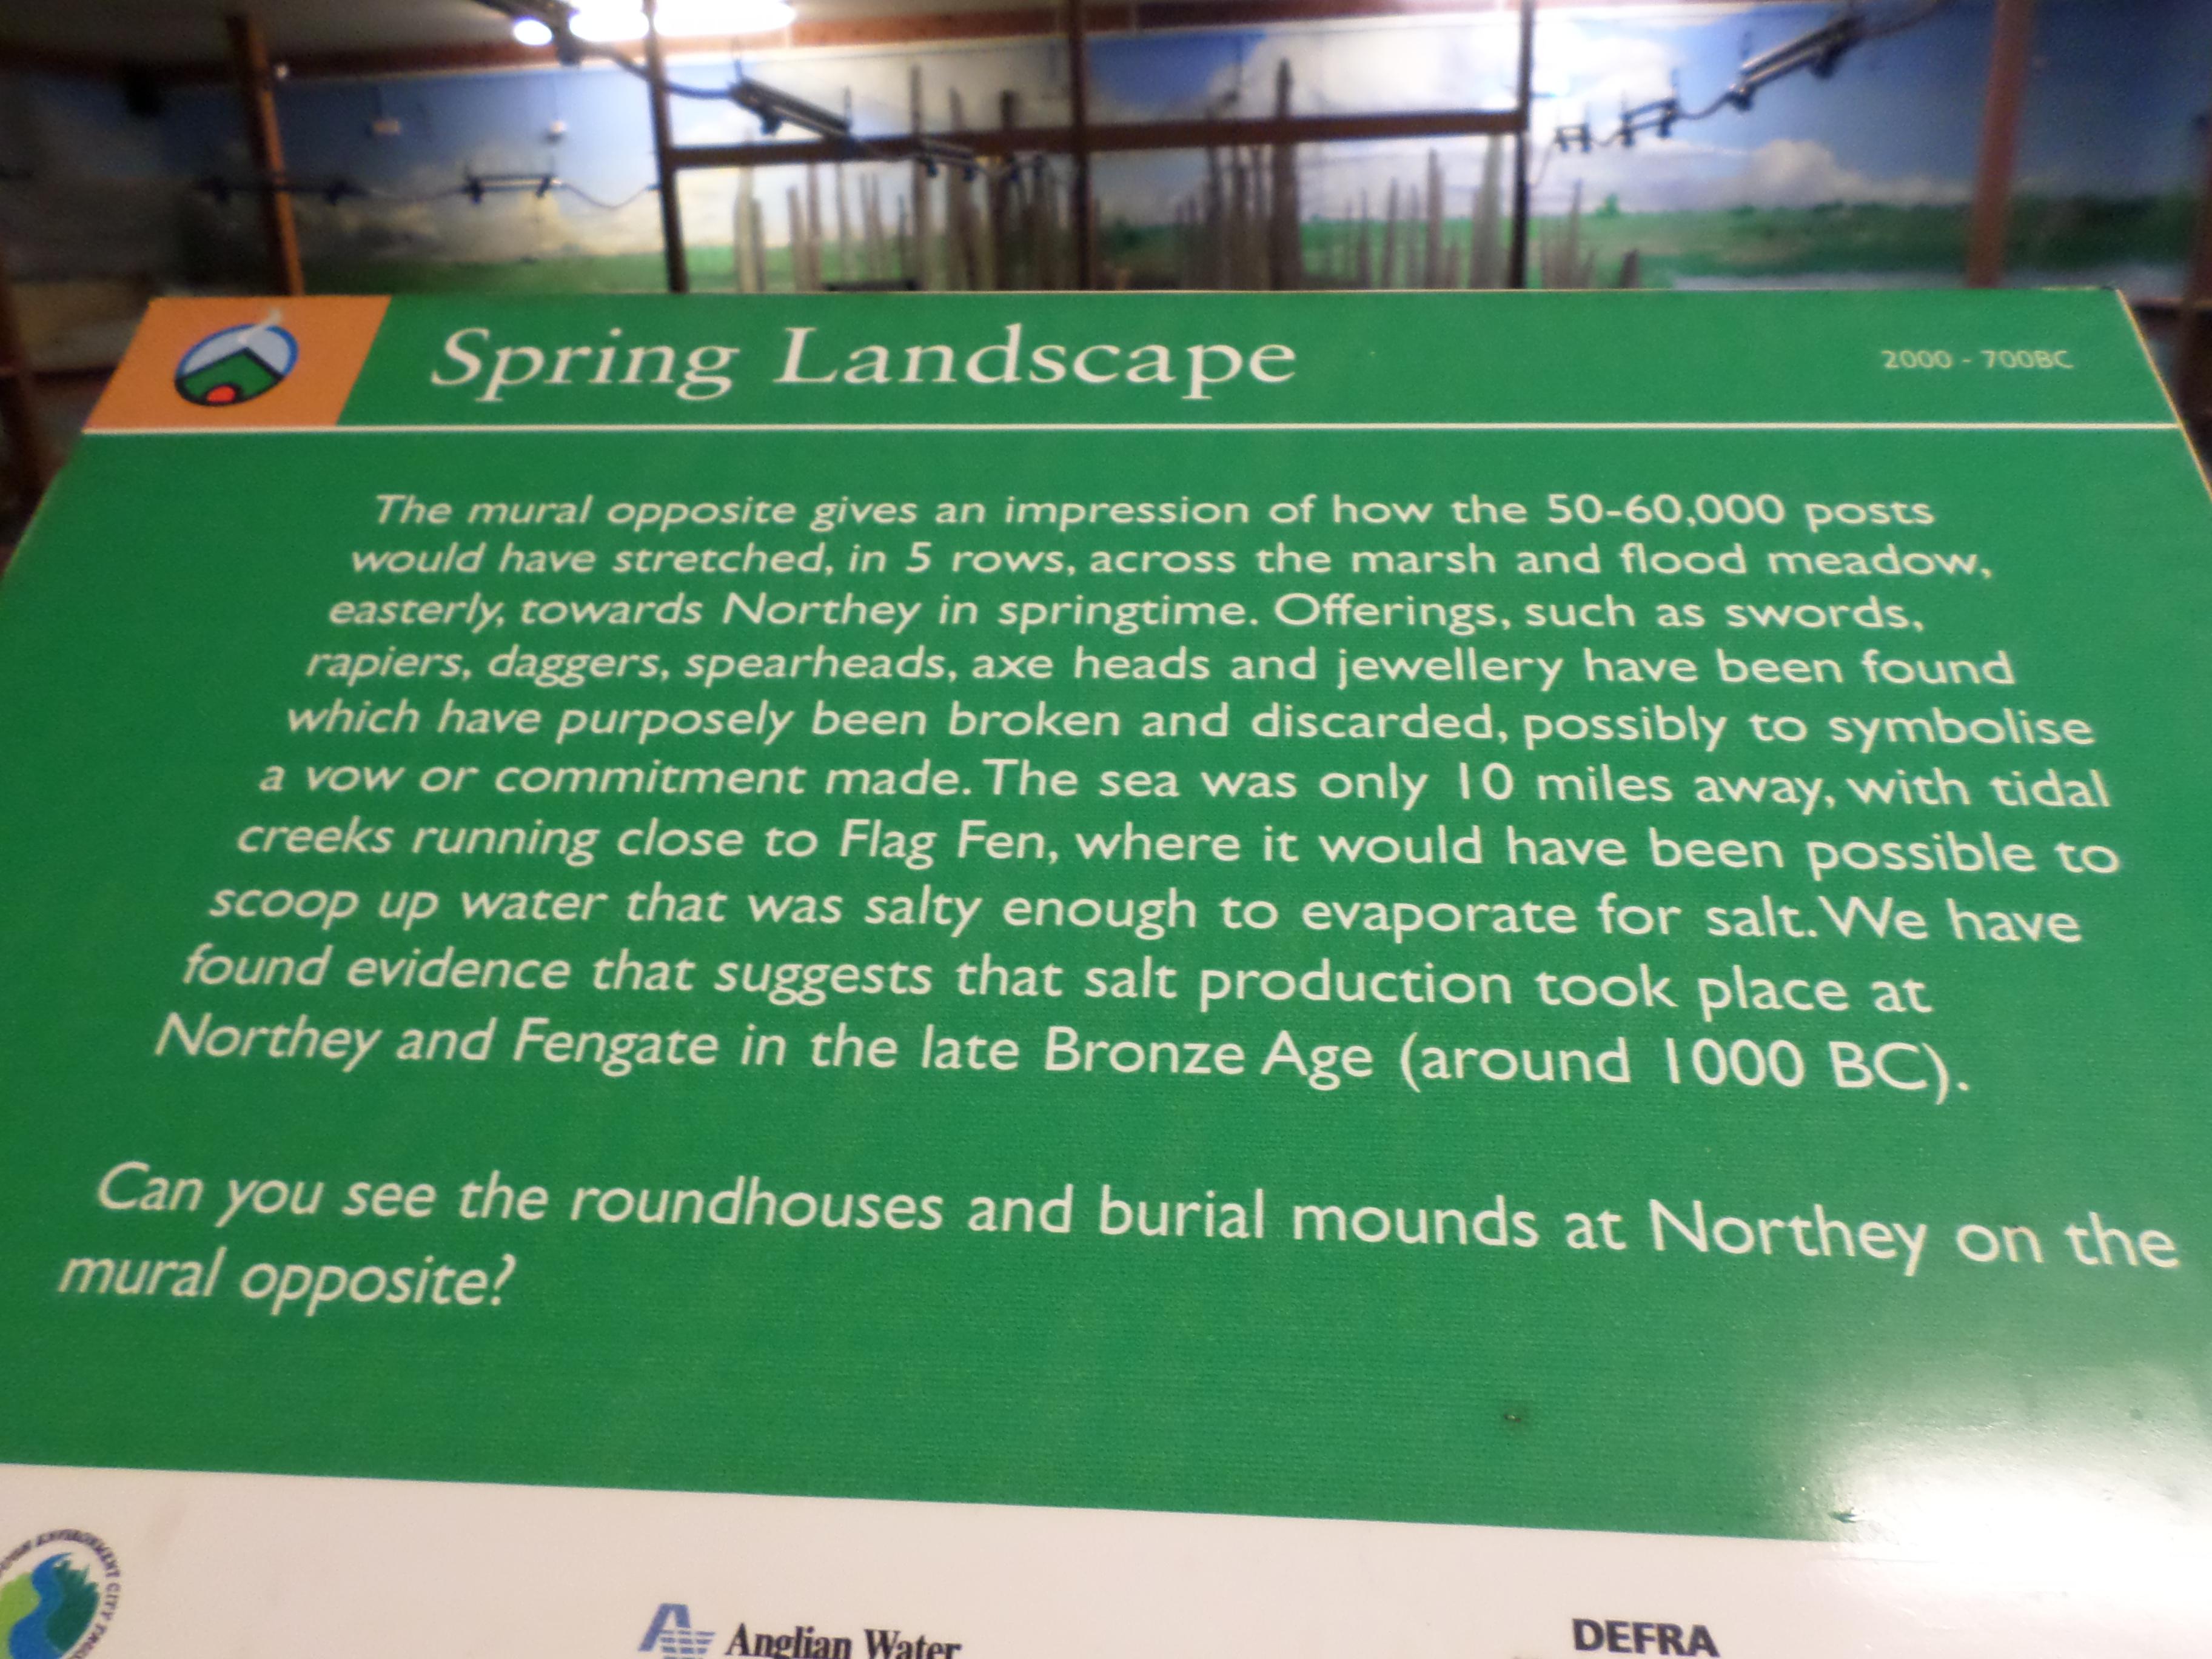 Spring Landscape
2000 - 700BC
The mural opposite gives an impression of how the 50-60,000 posts
would have stretched, in 5 rows, across the marsh and flood meadow,
easterly, towards Northey in springtime. Offerings, such as swords,
rapiers, daggers, spearheads, axe heads and jewellery have been found
which have purposely been broken and discarded, possibly to symbolise
a vow or commitment made. The sea was only 10 miles away, with tidal
creeks running close to Flag Fen, where it would have been possible to
scoop up water that was salty enough to evaporate for salt. We have
found evidence that suggests that salt production took place at
Northey and Fengate in the late Bronze Age (around 1000 BC).
Can you see the roundhouses and burial mounds at Northey on the
mural opposite?
ENVIRONMENT CITY
Anglian Water
DEFRA